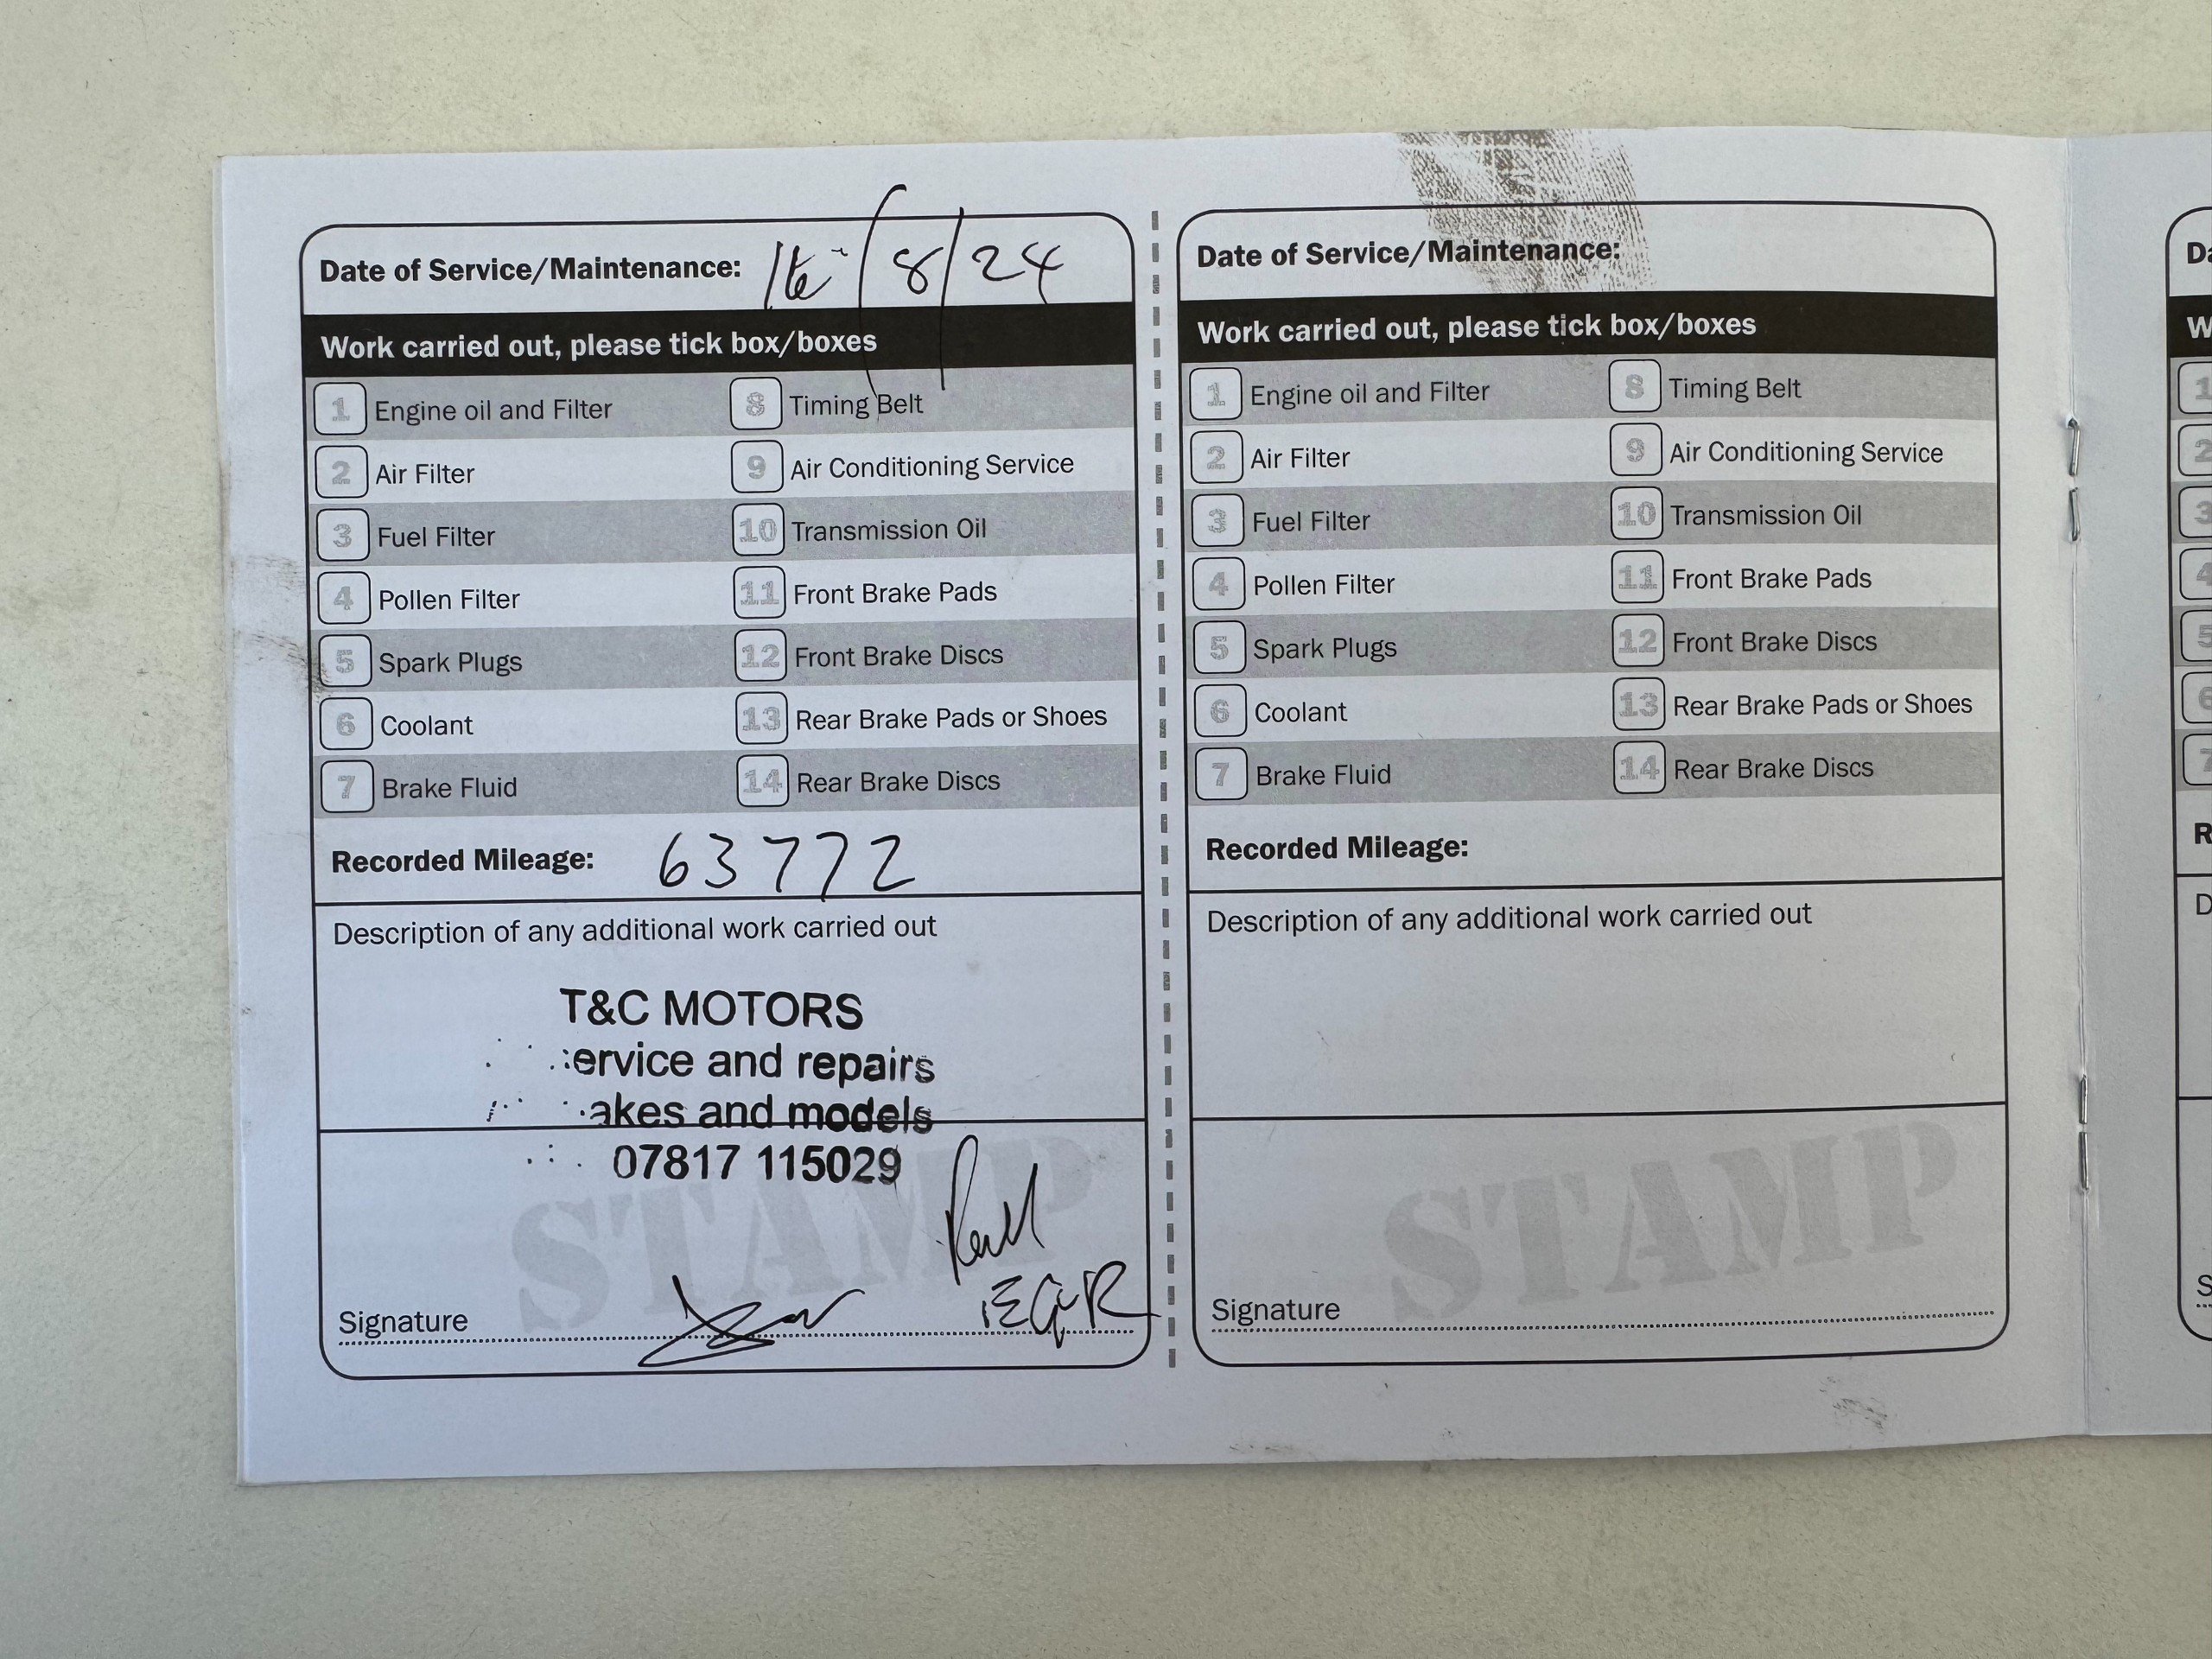 Date of Service/Maintenance: /8/24
Work carried out, please tick box/boxes
1 Engine oil and Filter
8 Timing Belt
2 Air Filter
9 Air Conditioning Service
3 Fuel Filter
10 Transmission Oil
4 Pollen Filter
11 Front Brake Pads
5 Spark Plugs
12 Front Brake Discs
6 Coolant
13 Rear Brake Pads or Shoes
7 Brake Fluid
14 Rear Brake Discs
Recorded Mileage: 63772
Description of any additional work carried out
T&C MOTORS
ervice and repairs
akes and models
07817 115029
STAMP
EGR
Signature
Date of Service/Maintenance:
Work carried out, please tick box/boxes
1 Engine oil and Filter
8 Timing Belt
2 Air Filter
9 Air Conditioning Service
3 Fuel Filter
10 Transmission Oil
4 Pollen Filter
11 Front Brake Pads
5 Spark Plugs
12 Front Brake Discs
6 Coolant
13 Rear Brake Pads or Shoes
7 Brake Fluid
14 Rear Brake Discs
Recorded Mileage:
Description of any additional work carried out
STAMP
Signature
Da
W
1
2
3
4
5
6
7
R
D
S